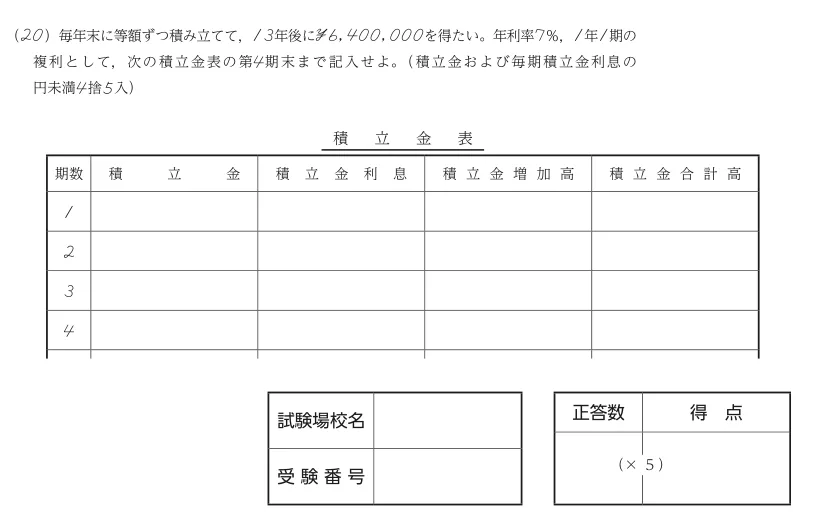 (20) 毎年末に等額ずつ積み立てて，13年後に¥6,400,000を得たい。年利率7%，1年1期の
複利として，次の積立金表の第4期末まで記入せよ。（積立金および毎期積立金利息の
円未満4捨5入）
積立金表
期数 積立金 積立金利息 積立金増加高 積立金合計高
1
2
3
4
試験場校名
受験番号
正答数 得点
(× 5)